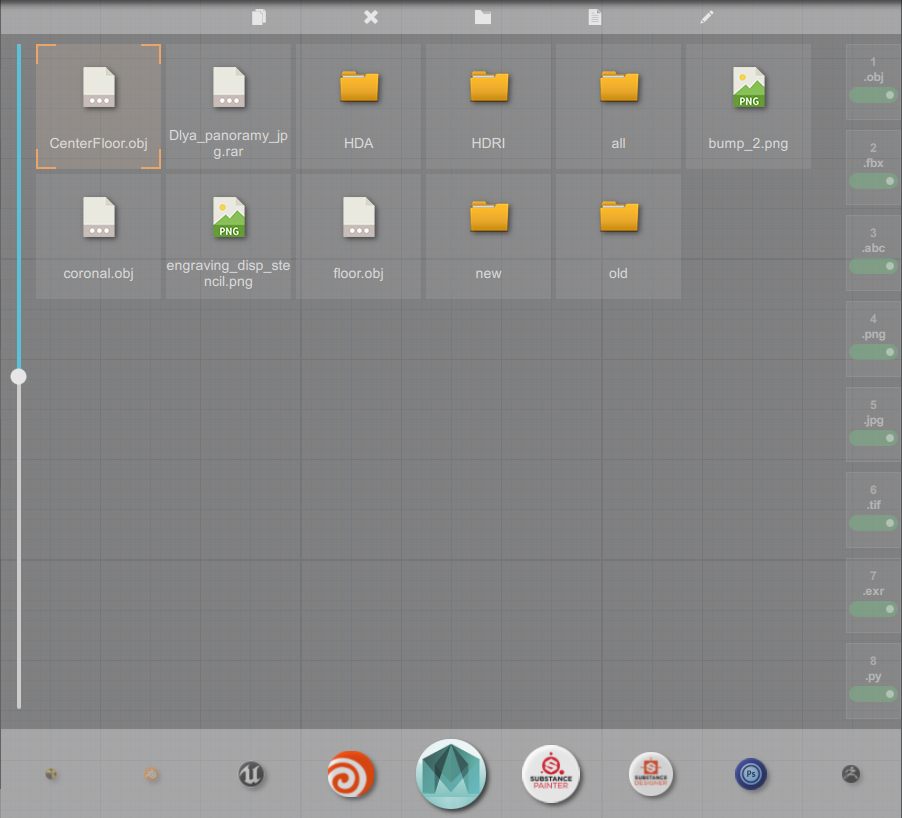 CenterFloor.obj
Dlya_panoramy_jp
g.rar
HDA
HDRI
all
PNG
bump_2.png
coronal.obj
PNG
engraving_disp_ste
ncil.png
floor.obj
new
old
1
.obj
2
.fbx
3
.abc
4
.png
5
.jpg
6
.tif
7
.exr
8
.py
SUBSTANCE
PAINTER
SUBSTANCE
DESIGNER
Ps